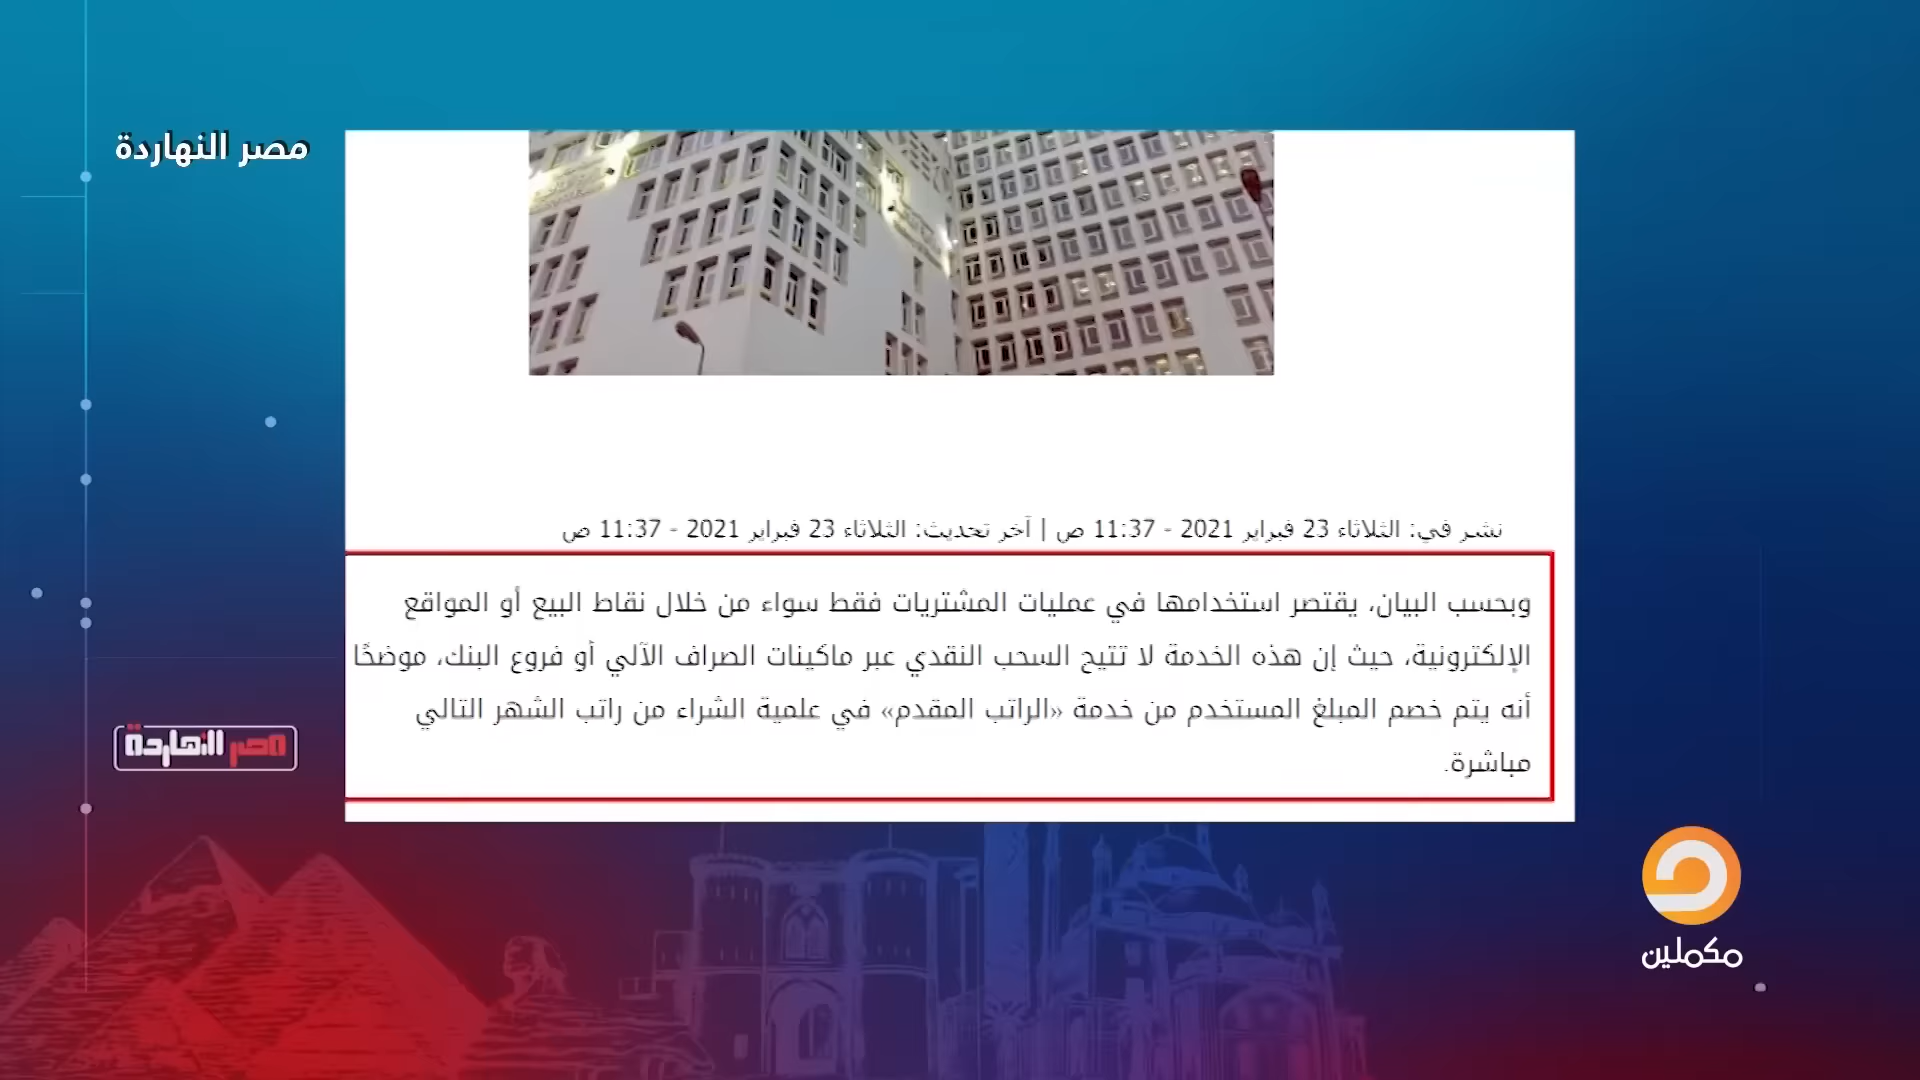 مصر النهاردة
نشر في: الثلاثاء 23 فبراير 2021 - 11:37 ص | آخر تحديث: الثلاثاء 23 فبراير 2021 - 11:37 ص
وبحسب البيان، يقتصر استخدامها في عمليات المشتريات فقط سواء من خلال نقاط البيع أو المواقع
الإلكترونية، حيث إن هذه الخدمة لا تتيح السحب النقدي عبر ماكينات الصراف الآلي أو فروع البنك، موضحًا
أنه يتم خصم المبلغ المستخدم من خدمة «الراتب المقدم» في علمية الشراء من راتب الشهر التالي
مباشرة.
مصر النهاردة
مكملين